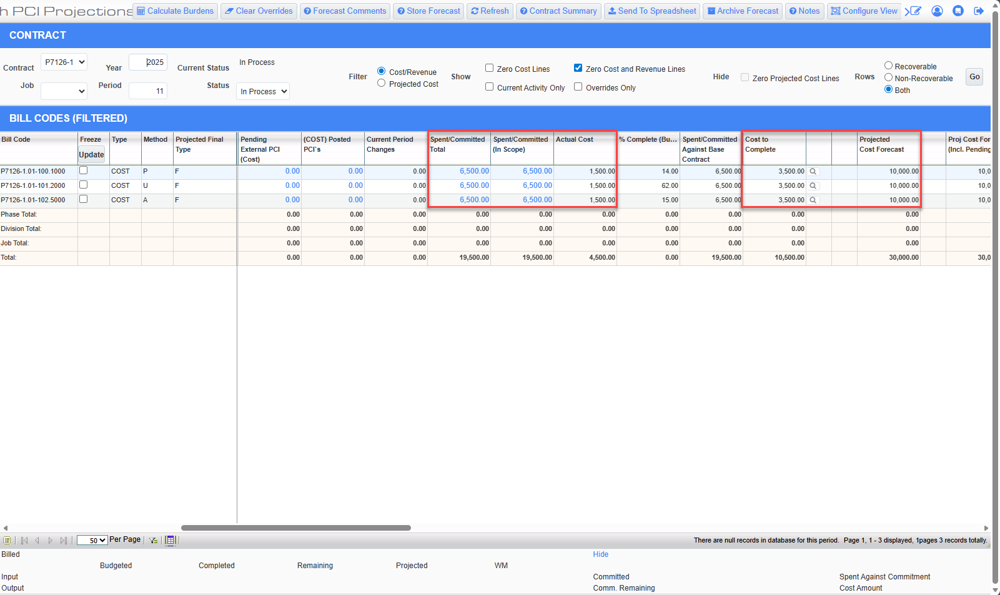 h PCI Projections Calculate Burdens Clear Overrides Forecast Comments Store Forecast Refresh Contract Summary Send To Spreadsheet Archive Forecast Notes Configure View
CONTRACT
Contract P7126-1 Year 2025 Current Status In Process
Job Period 11 Status In Process
Filter Cost/Revenue
Projected Cost
Show Zero Cost Lines Zero Cost and Revenue Lines
Current Activity Only Overrides Only
Hide Zero Projected Cost Lines
Rows Recoverable
Non-Recoverable
Both
Go
BILL CODES (FILTERED)
Bill Code Freeze Type Method Projected Final Pending (COST) Posted Current Period Spent/Committed Spent/Committed Actual Cost % Complete (Bu... Spent/Committed Cost to Projected Proj Cost For
Update Type External PCI PCI`s Changes Total (In Scope) Against Base Complete Cost Forecast (Incl. Pending
(Cost) Contract
P7126-1.01-100.1000 COST P F 0.00 0.00 0.00 6,500.00 6,500.00 1,500.00 14.00 6,500.00 3,500.00 10,000.00 10,0
P7126-1.01-101.2000 COST U F 0.00 0.00 0.00 6,500.00 6,500.00 1,500.00 62.00 6,500.00 3,500.00 10,000.00 10,0
P7126-1.01-102.5000 COST A F 0.00 0.00 0.00 6,500.00 6,500.00 1,500.00 15.00 6,500.00 3,500.00 10,000.00 10,0
Phase Total: 0.00 0.00 0.00 0.00 0.00 0.00 0.00 0.00 0.00 0.00
Division Total: 0.00 0.00 0.00 0.00 0.00 0.00 0.00 0.00 0.00 0.00
Job Total: 0.00 0.00 0.00 0.00 0.00 0.00 0.00 0.00 0.00 0.00
Total: 0.00 0.00 0.00 19,500.00 19,500.00 4,500.00 0.00 19,500.00 10,500.00 30,000.00 30,0
50 Per Page There are null records in database for this period. Page 1, 1 - 3 displayed, 1pages 3 records totally.
Billed Hide
Budgeted Completed Remaining Projected WM
Input Committed Spent Against Commitment
Output Comm. Remaining Cost Amount